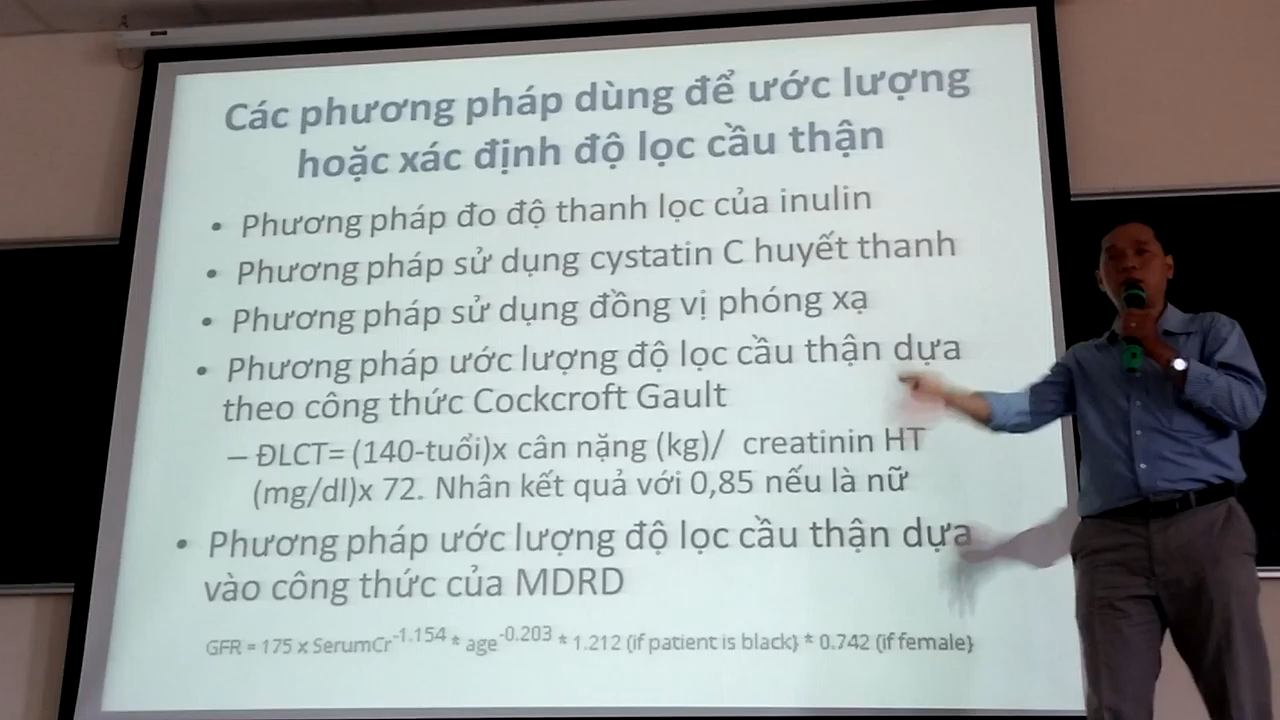 Các phương pháp dùng để ước lượng
hoặc xác định độ lọc cầu thận
• Phương pháp đo độ thanh lọc của inulin
• Phương pháp sử dụng cystatin C huyết thanh
• Phương pháp sử dụng đồng vị phóng xạ
• Phương pháp ước lượng độ lọc cầu thận dựa
theo công thức Cockcroft Gault
– ĐLCT= (140-tuổi)x cân nặng (kg)/ creatinin HT
(mg/dl)x 72. Nhân kết quả với 0,85 nếu là nữ
• Phương pháp ước lượng độ lọc cầu thận dựa
vào công thức của MDRD
GFR = 175 x SerumCr^-1.154 * age^-0.203 * 1.212 (if patient is black} * 0.742 (if female}